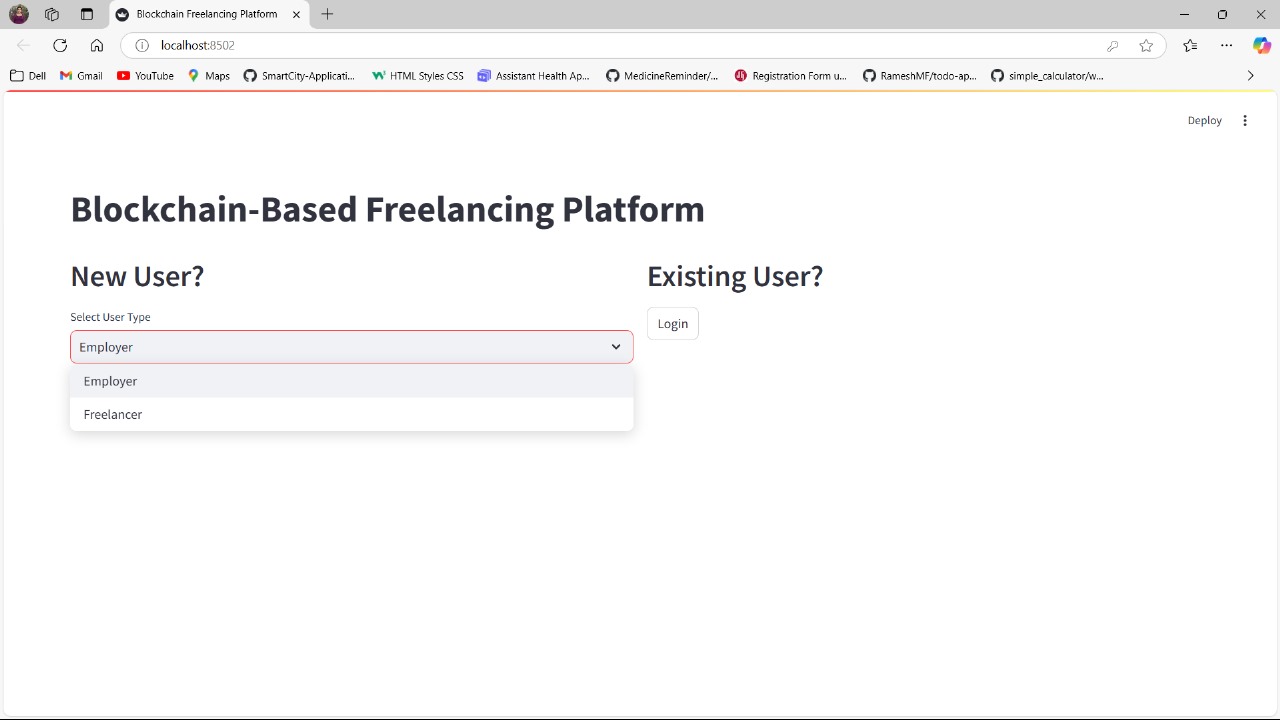 Blockchain Freelancing Platform
localhost:8502
Dell Gmail YouTube Maps SmartCity-Applicati... HTML Styles CSS Assistant Health Ap... MedicineReminder/... Registration Form u... RameshMF/todo-ap... simple_calculator/w...
Deploy
Blockchain-Based Freelancing Platform
New User?
Select User Type
Employer
Employer
Freelancer
Existing User?
Login